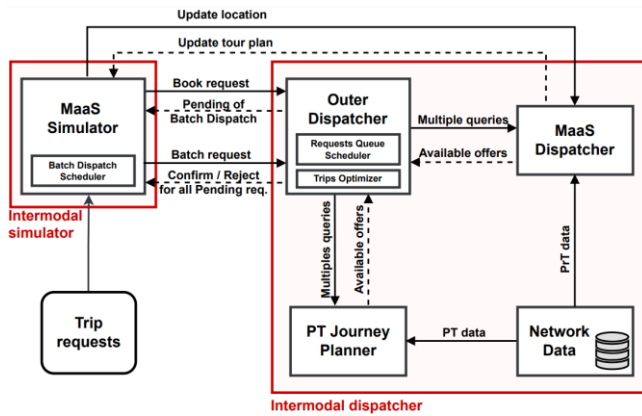 Update location
Update tour plan
MaaS
Simulator
Batch Dispatch
Scheduler
Intermodal
simulator
Book request
Pending of
Batch Dispatch
Batch request
Confirm / Reject
for all Pending req.
Outer
Dispatcher
Requests Queue
Scheduler
Trips Optimizer
Multiple queries
Available offers
MaaS
Dispatcher
Multiples queries
Available offers
PrT data
Trip
requests
PT Journey
Planner
PT data
Network
Data
Intermodal dispatcher